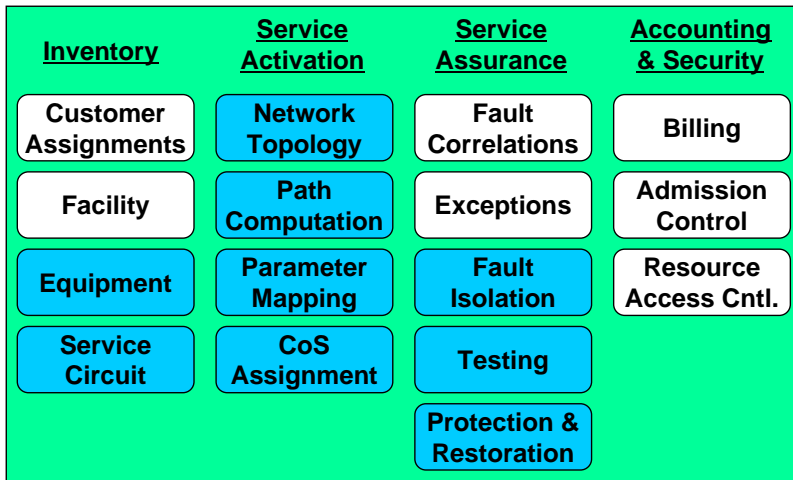 Inventory
Customer
Assignments
Facility
Equipment
Service
Circuit
Service
Activation
Network
Topology
Path
Computation
Parameter
Mapping
CoS
Assignment
Service
Assurance
Fault
Correlations
Exceptions
Fault
Isolation
Testing
Protection &
Restoration
Accounting
& Security
Billing
Admission
Control
Resource
Access Cntl.